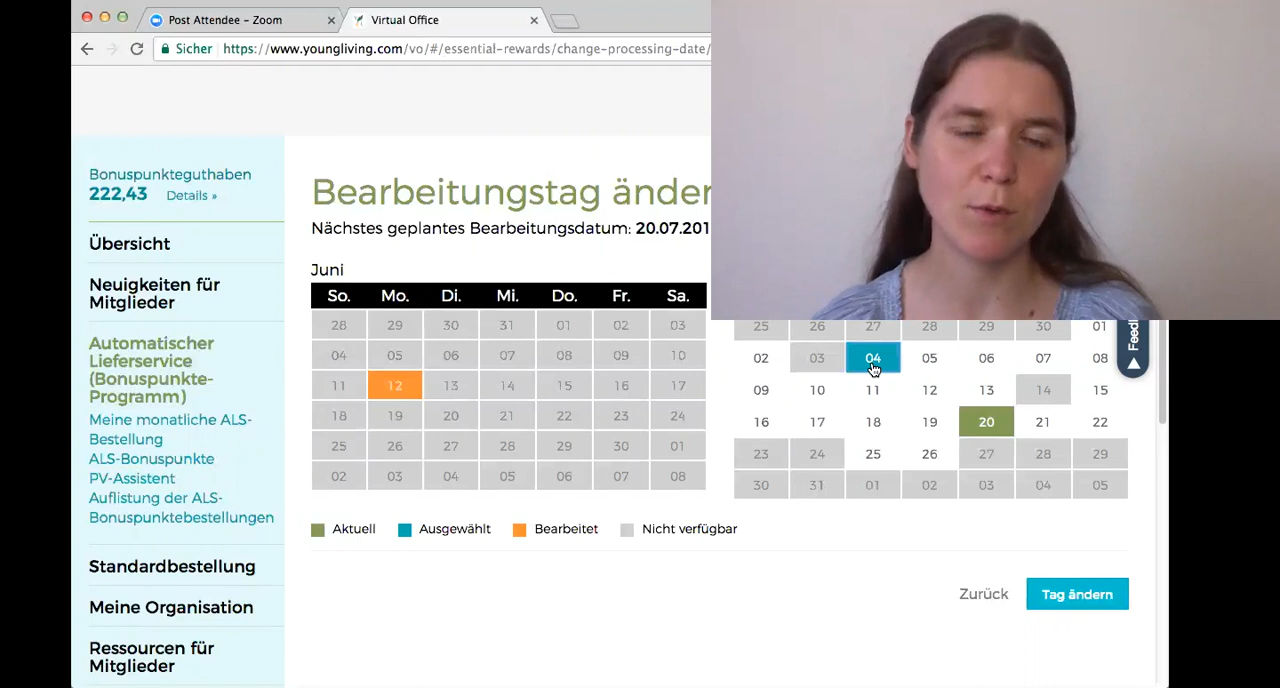 Post Attendee – Zoom
Virtual Office
Sicher https://www.youngliving.com/vo/#/essential-rewards/change-processing-date/
Bonuspunkteguthaben
222,43 Details »
Übersicht
Neuigkeiten für
Mitglieder
Automatischer
Lieferservice
(Bonuspunkte-
Programm)
Meine monatliche ALS-
Bestellung
ALS-Bonuspunkte
PV-Assistent
Auflistung der ALS-
Bonuspunktebestellungen
Standardbestellung
Meine Organisation
Ressourcen für
Mitglieder
Bearbeitungstag änder
Nächstes geplantes Bearbeitungsdatum: 20.07.201
Juni
So. Mo. Di. Mi. Do. Fr. Sa.
28 29 30 31 01 02 03
04 05 06 07 08 09 10
11 12 13 14 15 16 17
18 19 20 21 22 23 24
25 26 27 28 29 30 01
02 03 04 05 06 07 08
25 26 27 28 29 30 01
02 03 04 05 06 07 08
09 10 11 12 13 14 15
16 17 18 19 20 21 22
23 24 25 26 27 28 29
30 31 01 02 03 04 05
Aktuell Ausgewählt Bearbeitet Nicht verfügbar
Zurück Tag ändern